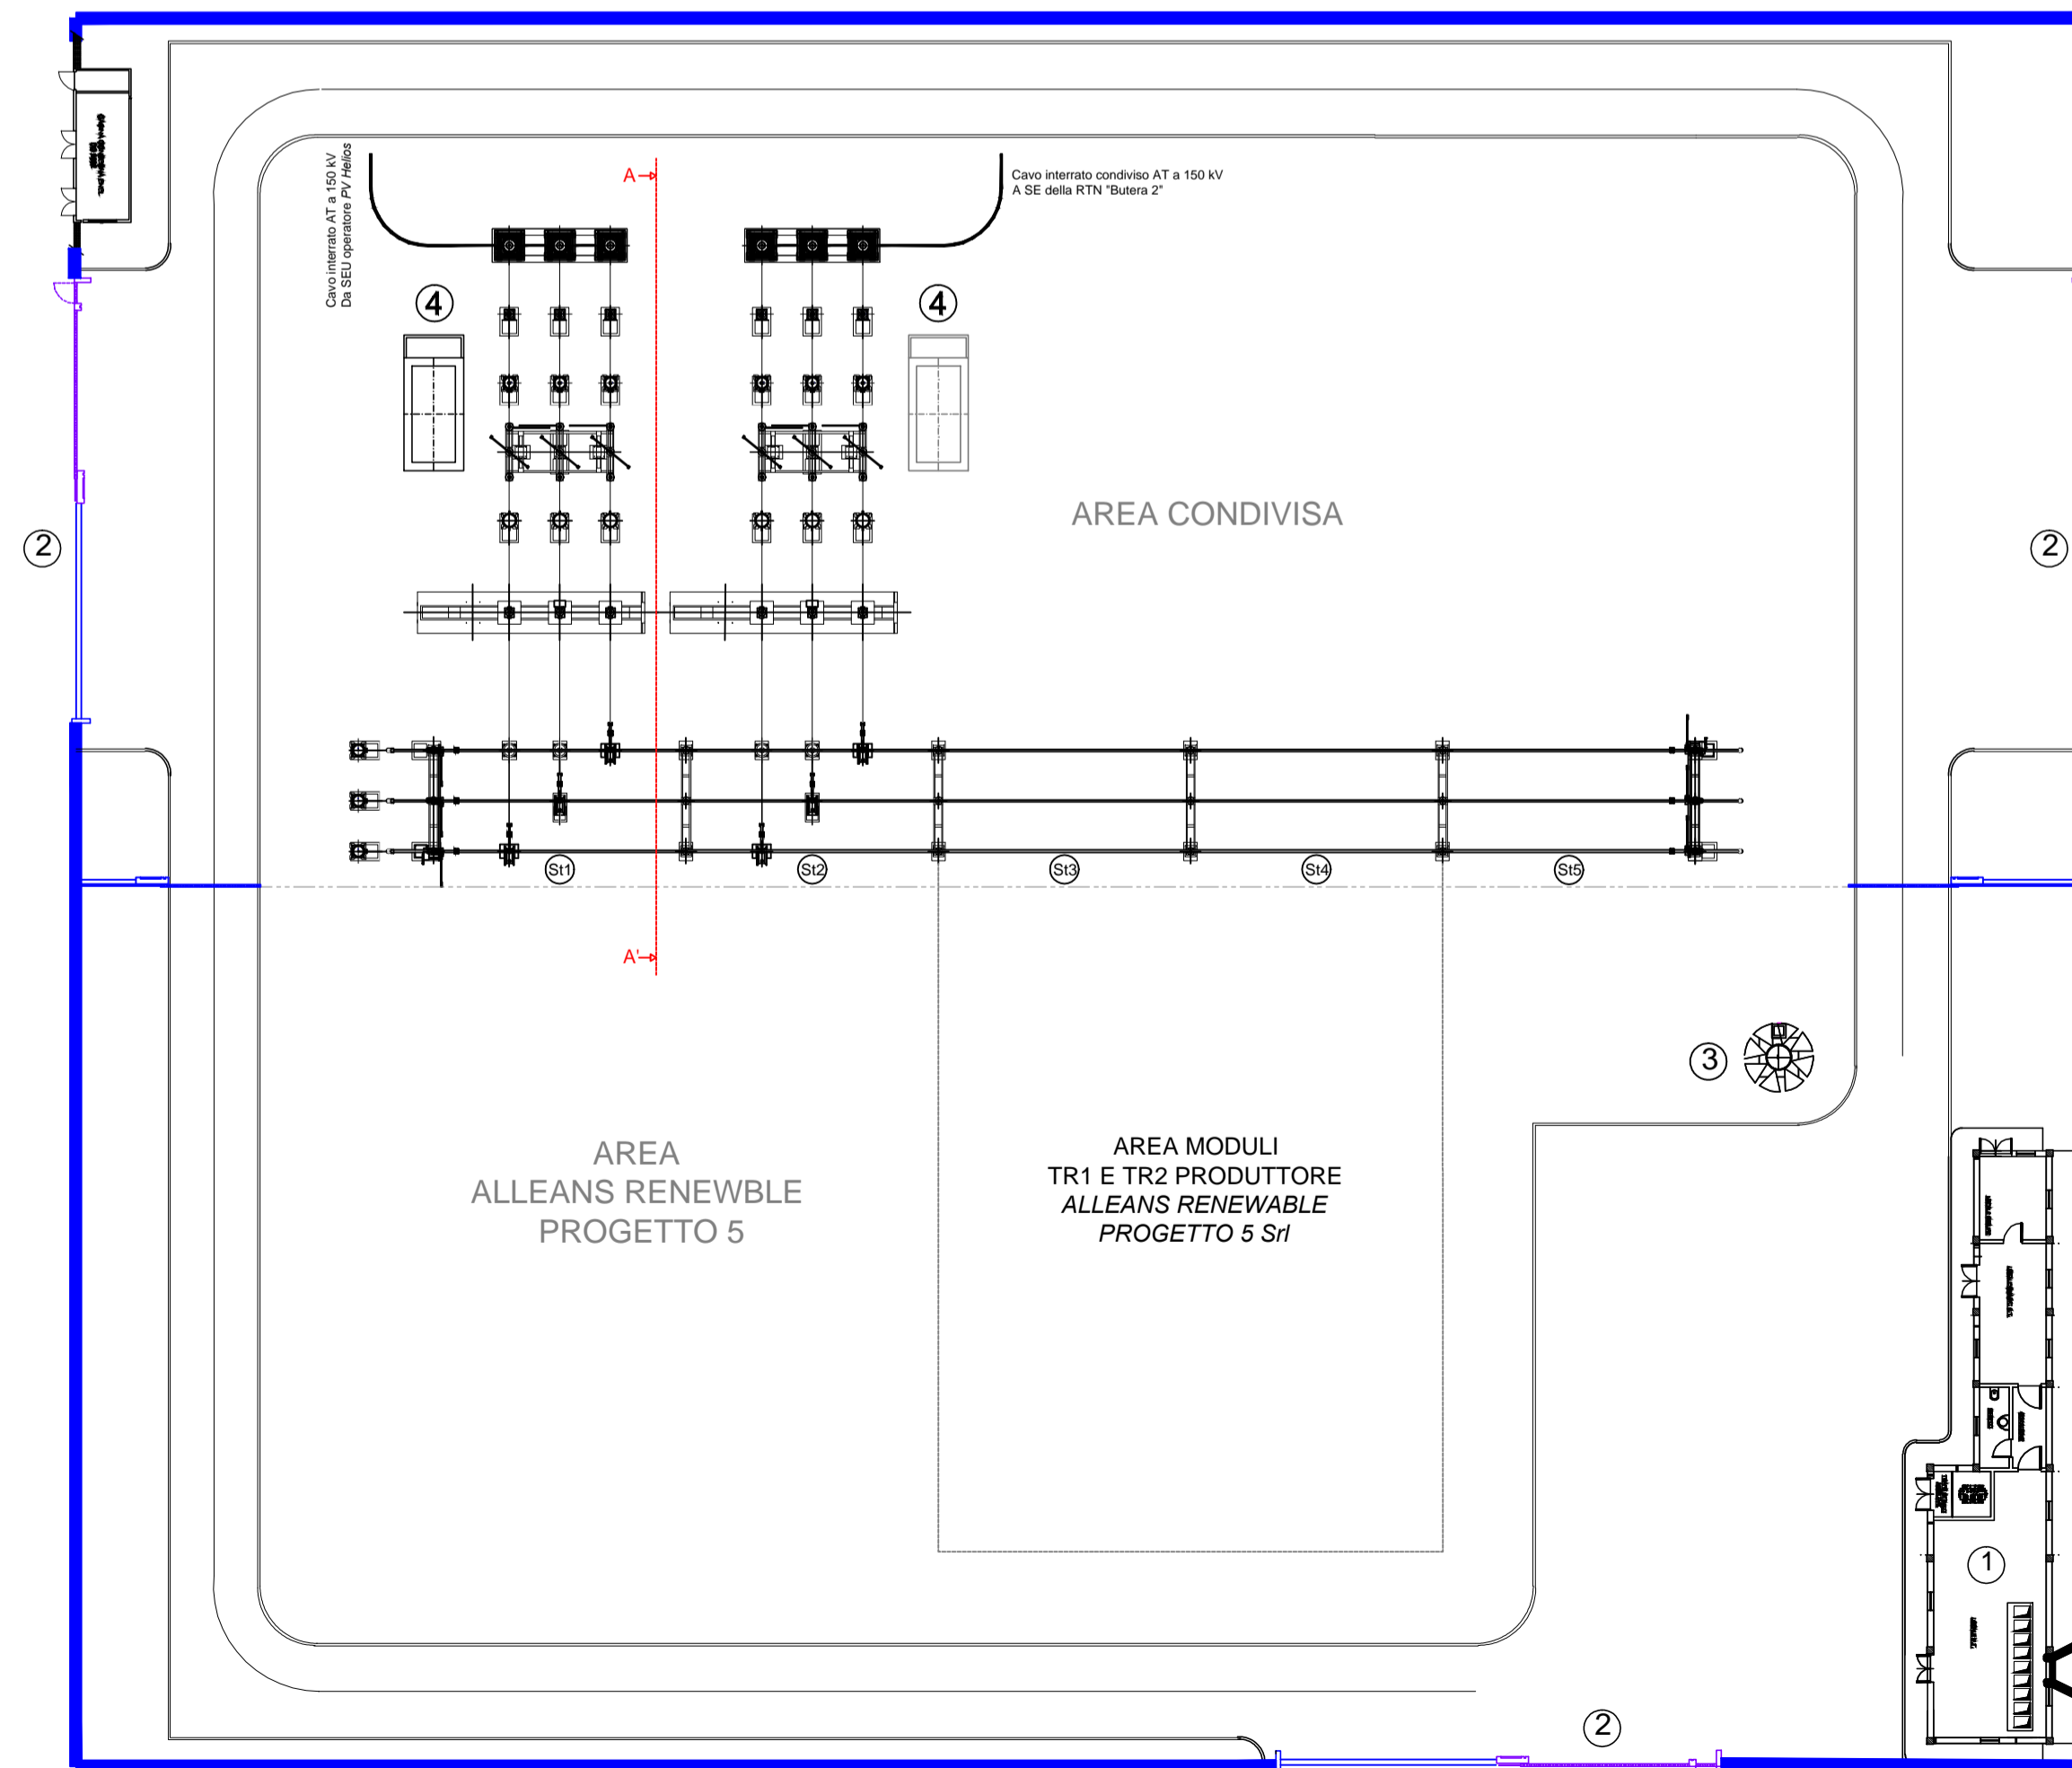 Cavo interrato AT a 150 kV
Da SEU operatore PV Helios
A
Cavo interrato condiviso AT a 150 kV
A SE della RTN "Butera 2"
4
4
AREA CONDIVISA
2
2
St1
St2
St3
St4
St5
A'
3
AREA
ALLEANS RENEWBLE
PROGETTO 5
AREA MODULI
TR1 E TR2 PRODUTTORE
ALLEANS RENEWABLE
PROGETTO 5 Srl
1
2